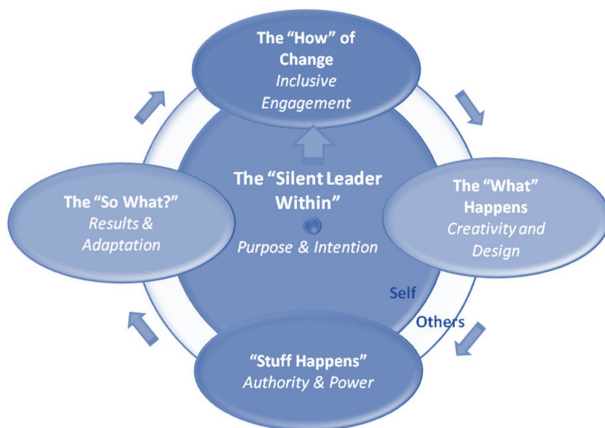 The “How” of
Change
Inclusive
Engagement
The “Silent Leader
Within”
Purpose & Intention
The “So What?”
Results &
Adaptation
The “What”
Happens
Creativity and
Design
Self
Others
“Stuff Happens”
Authority & Power